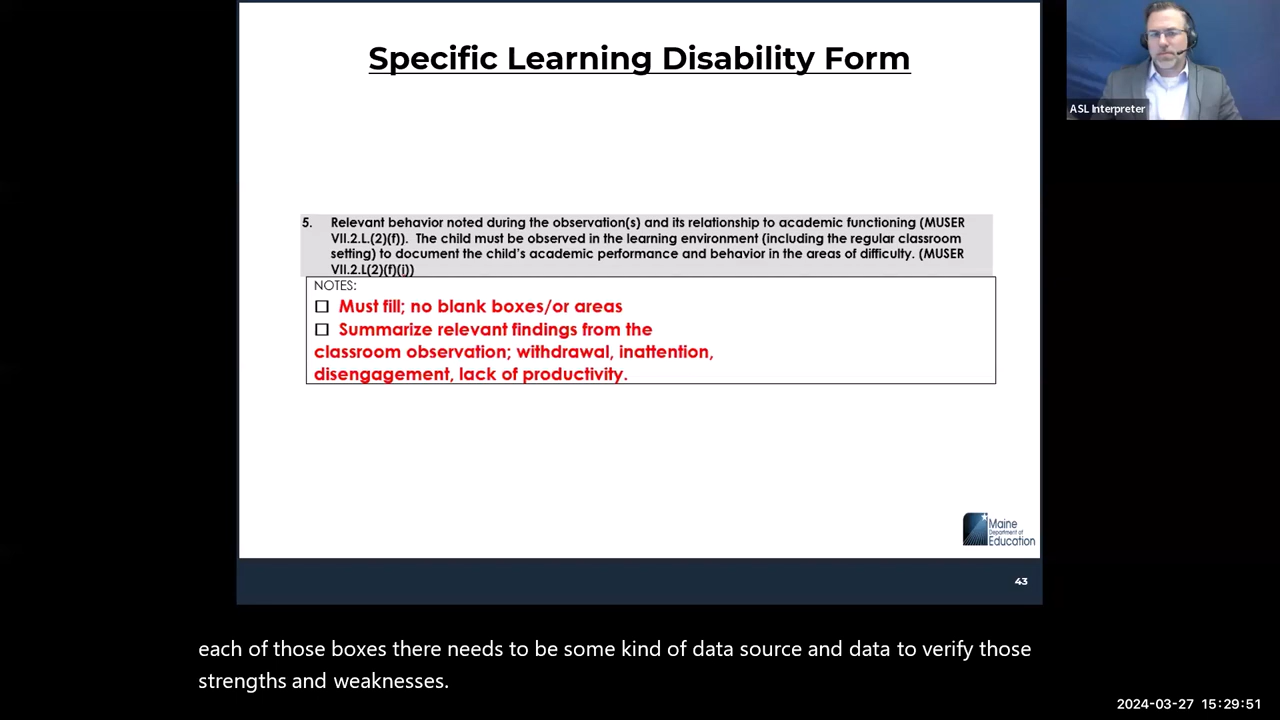 Specific Learning Disability Form
ASL Interpreter
5. Relevant behavior noted during the observation(s) and its relationship to academic functioning (MUSER
VII.2.L.(2)(f)). The child must be observed in the learning environment (including the regular classroom
setting) to document the child's academic performance and behavior in the areas of difficulty. (MUSER
VII.2.L(2)(f)(i))
NOTES:
☐ Must fill; no blank boxes/or areas
☐ Summarize relevant findings from the
classroom observation; withdrawal, inattention,
disengagement, lack of productivity.
Maine
Department of
Education
43
each of those boxes there needs to be some kind of data source and data to verify those
strengths and weaknesses.
2024-03-27 15:29:51